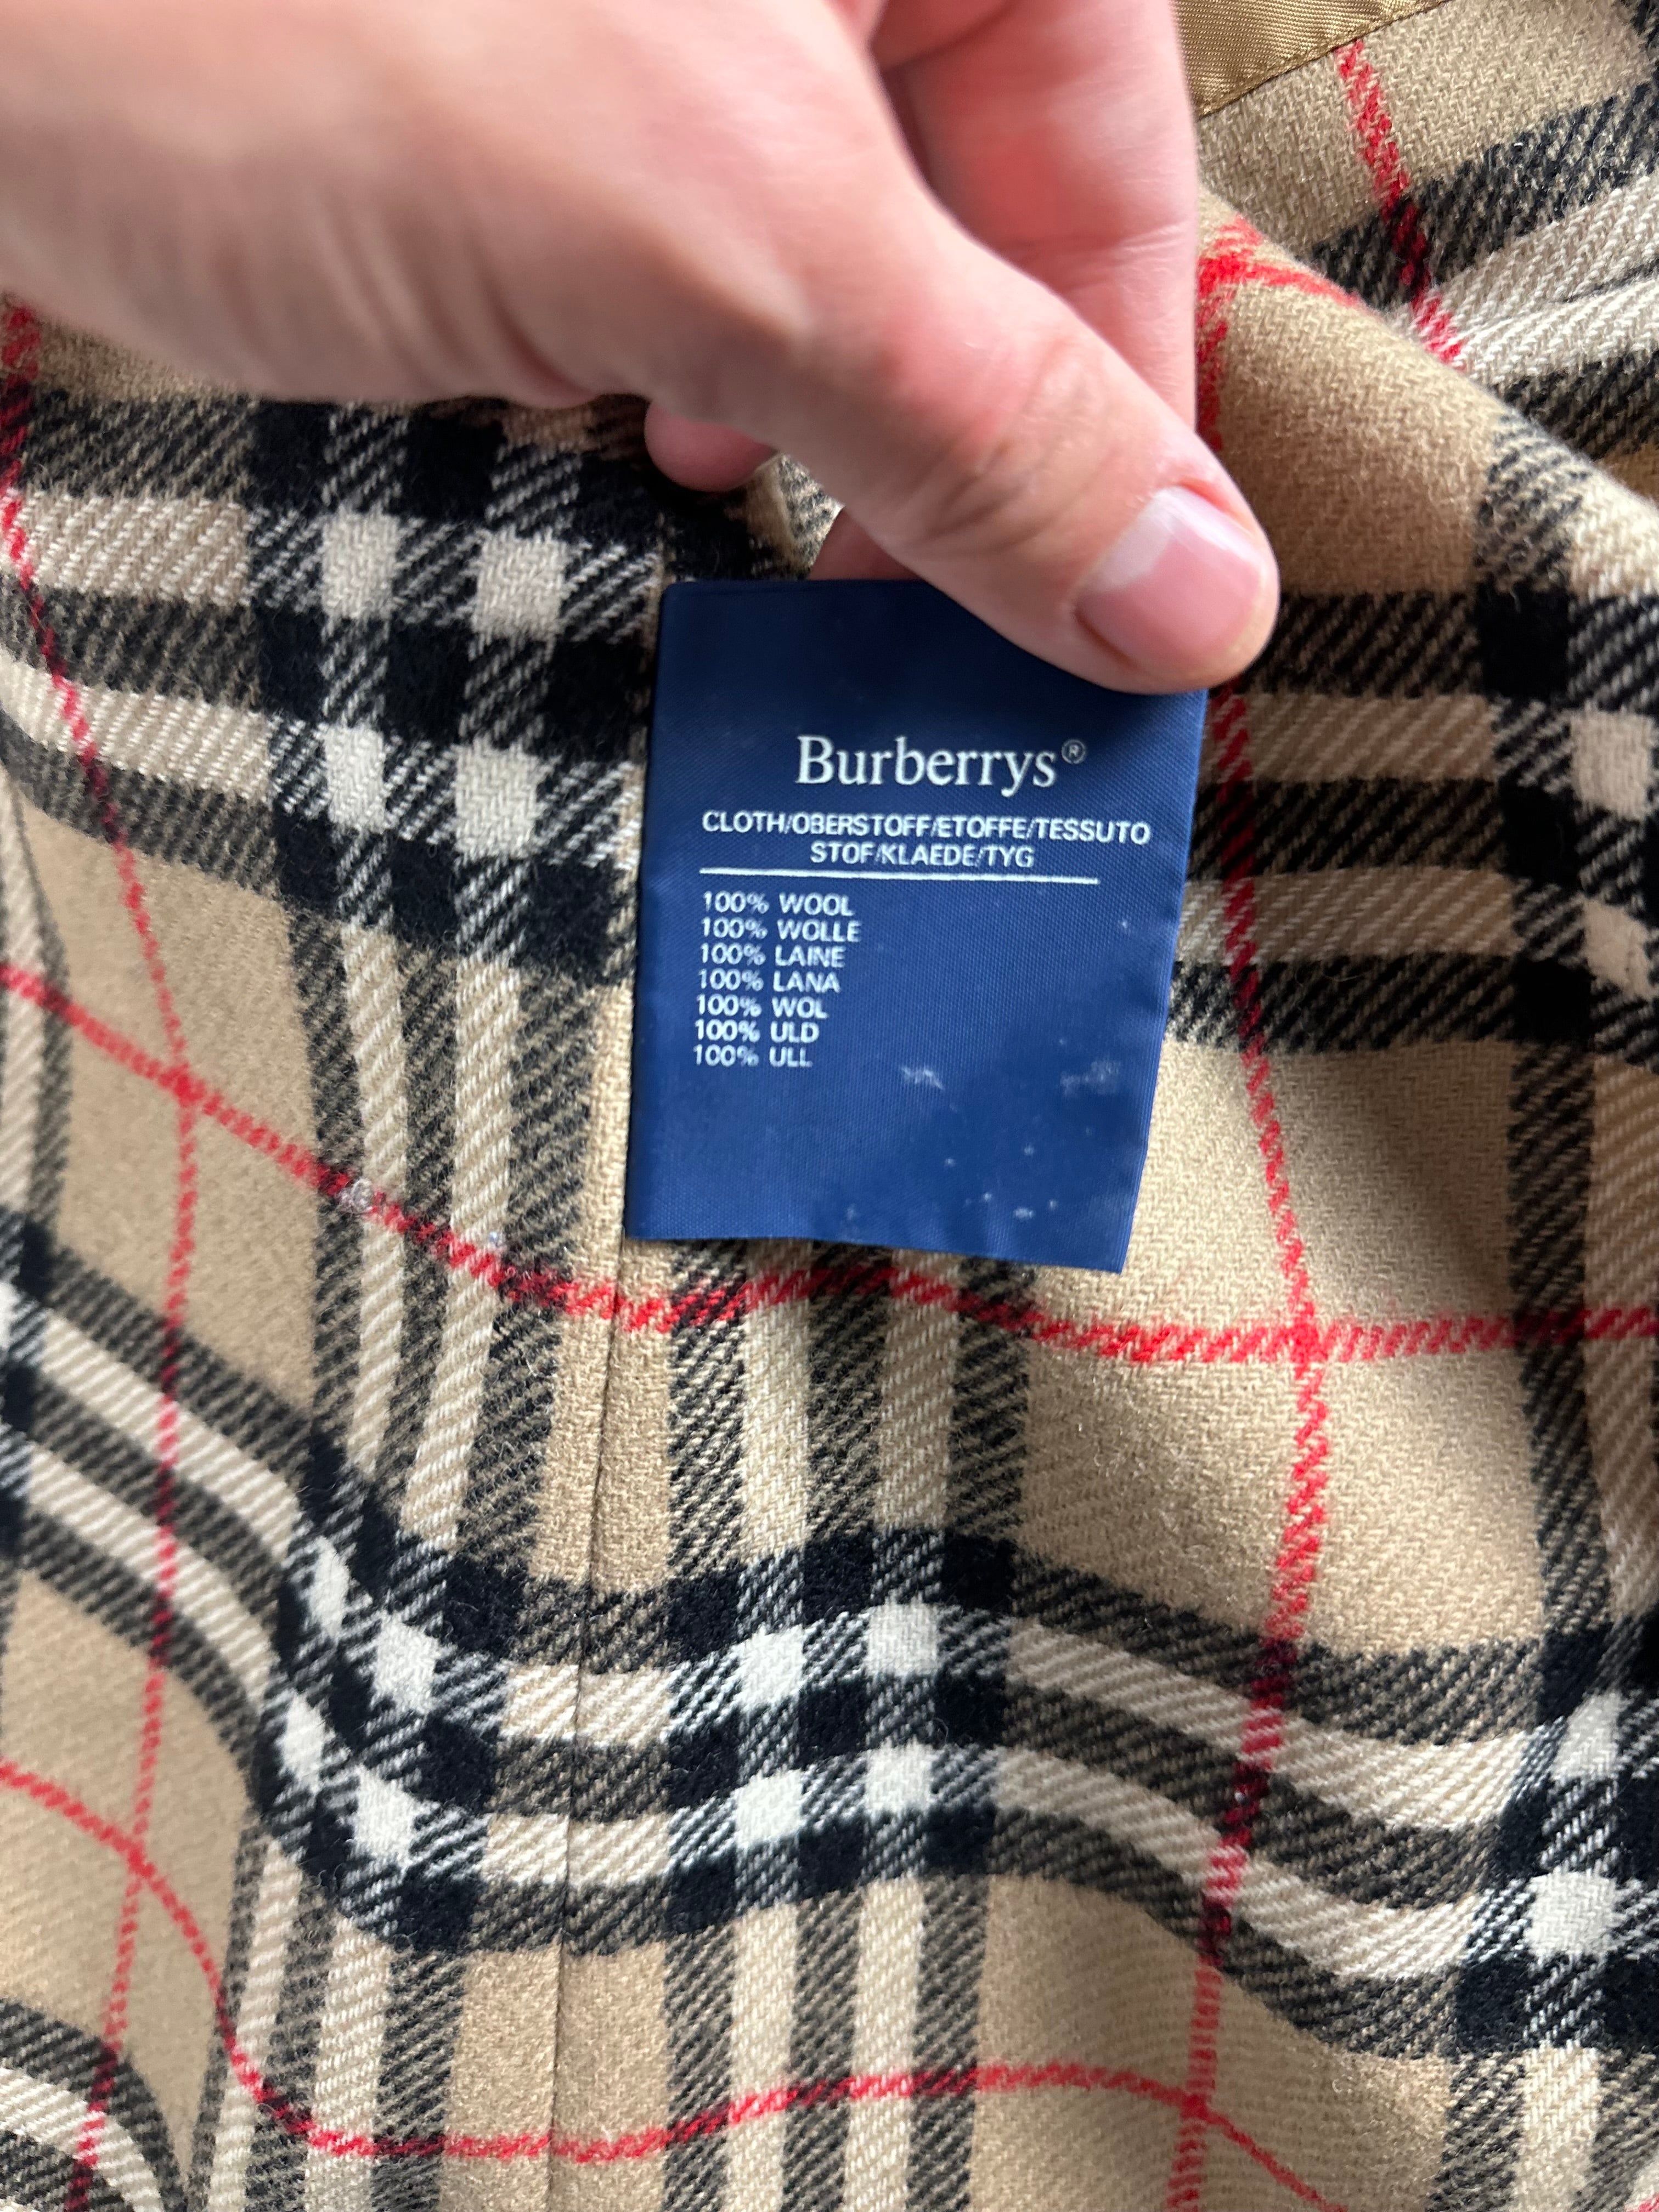 Burberrys®
CLOTH/OBERSTOFF/ETOFFE/TESSUTO
STOF/KLAEDE/TYG
100% WOOL
100% WOLLE
100% LAINE
100% LANA
100% WOL
100% ULD
100% ULL